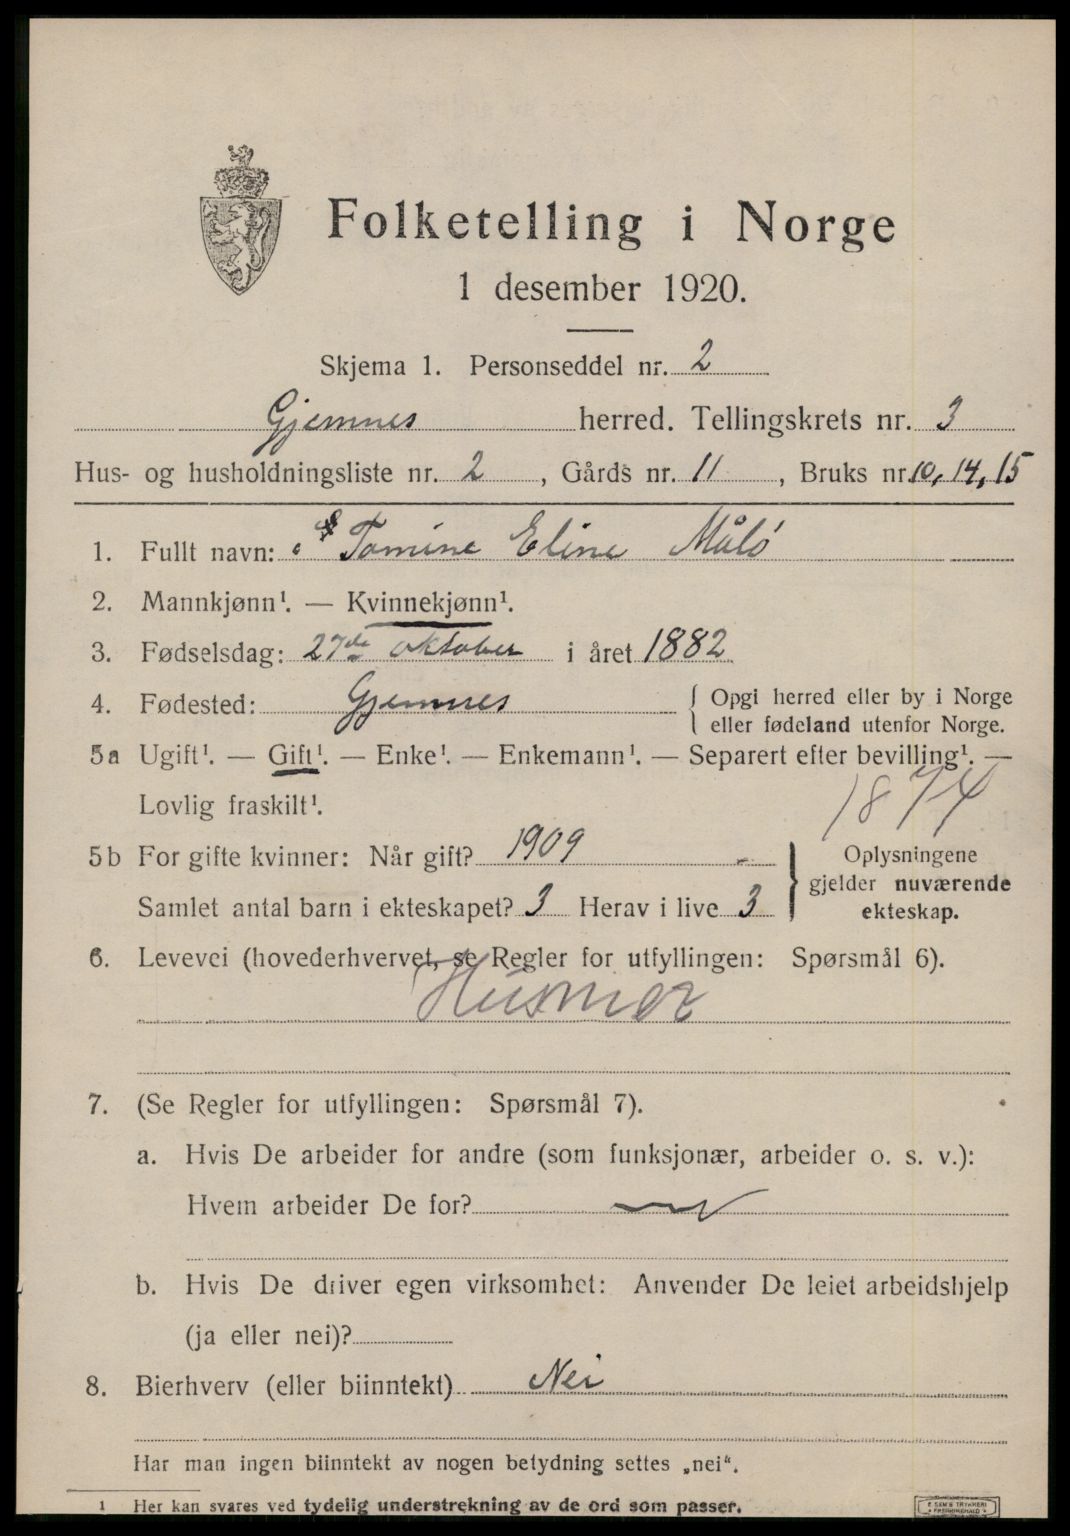 Folketelling i Norge
1 desember 1920.
Skjema 1. Personseddel nr. 2
Gjemnes herred. Tellingskrets nr. 3
Hus- og husholdningsliste nr. 2, Gårds nr. 11, Bruks nr. 10, 14, 15
1. Fullt navn: Tomine Eline Målö
2. Mannkjønn¹. — Kvinnekjønn¹.
3. Fødselsdag: 27de oktober i året 1882
4. Fødested: Gjemnes { Opgi herred eller by i Norge
eller fødeland utenfor Norge.
5a Ugift¹. — Gift¹. — Enke¹. — Enkemann¹. — Separert efter bevilling¹. —
Lovlig fraskilt¹.
1874
5b For gifte kvinner: Når gift? 1909
Samlet antal barn i ekteskapet? 3 Herav i live 3
} Oplysningene
gjelder nuværende
ekteskap.
6. Levevei (hovederhvervet, se Regler for utfyllingen: Spørsmål 6).
Husmor
7. (Se Regler for utfyllingen: Spørsmål 7).
a. Hvis De arbeider for andre (som funksjonær, arbeider o. s. v.):
Hvem arbeider De for?
b. Hvis De driver egen virksomhet: Anvender De leiet arbeidshjelp
(ja eller nei)?
8. Bierhverv (eller biinntekt) Nei
Har man ingen biinntekt av nogen betydning settes „nei“.
1 Her kan svares ved tydelig understrekning av de ord som passer.